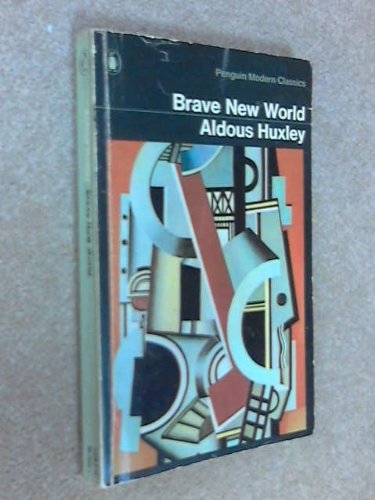 Penguin Modern Classics
Brave New World
Aldous Huxley
Brave New World